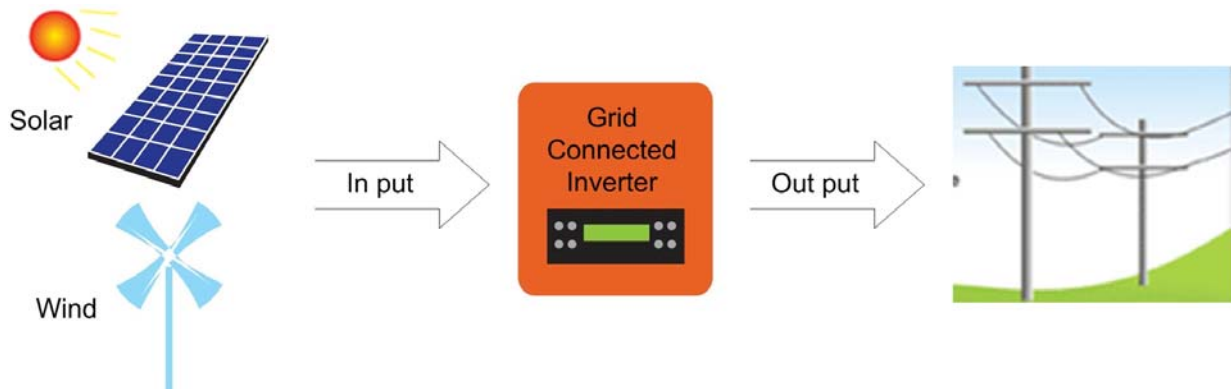 Solar
Wind
In put
Grid
Connected
Inverter
Out put